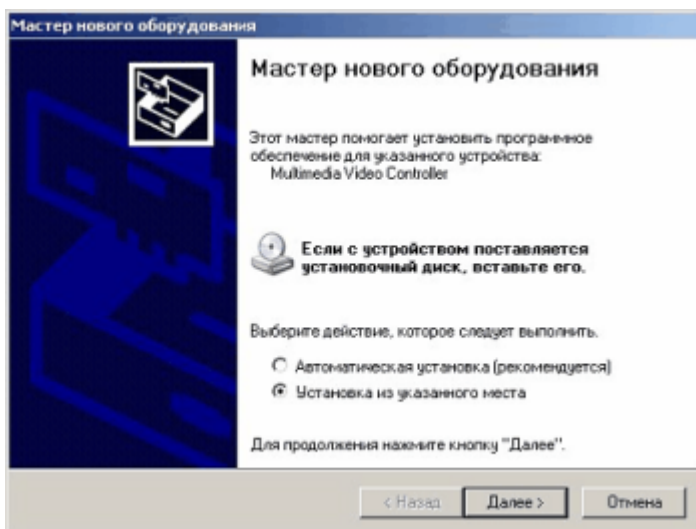 Мастер нового оборудования
Мастер нового оборудования
Этот мастер помогает установить программное
обеспечение для указанного устройства:
Multimedia Video Controller
Если с устройством поставляется
установочный диск, вставьте его.
Выберите действие, которое следует выполнить.
Автоматическая установка (рекомендуется)
Установка из указанного места
Для продолжения нажмите кнопку "Далее".
< Назад
Далее >
Отмена